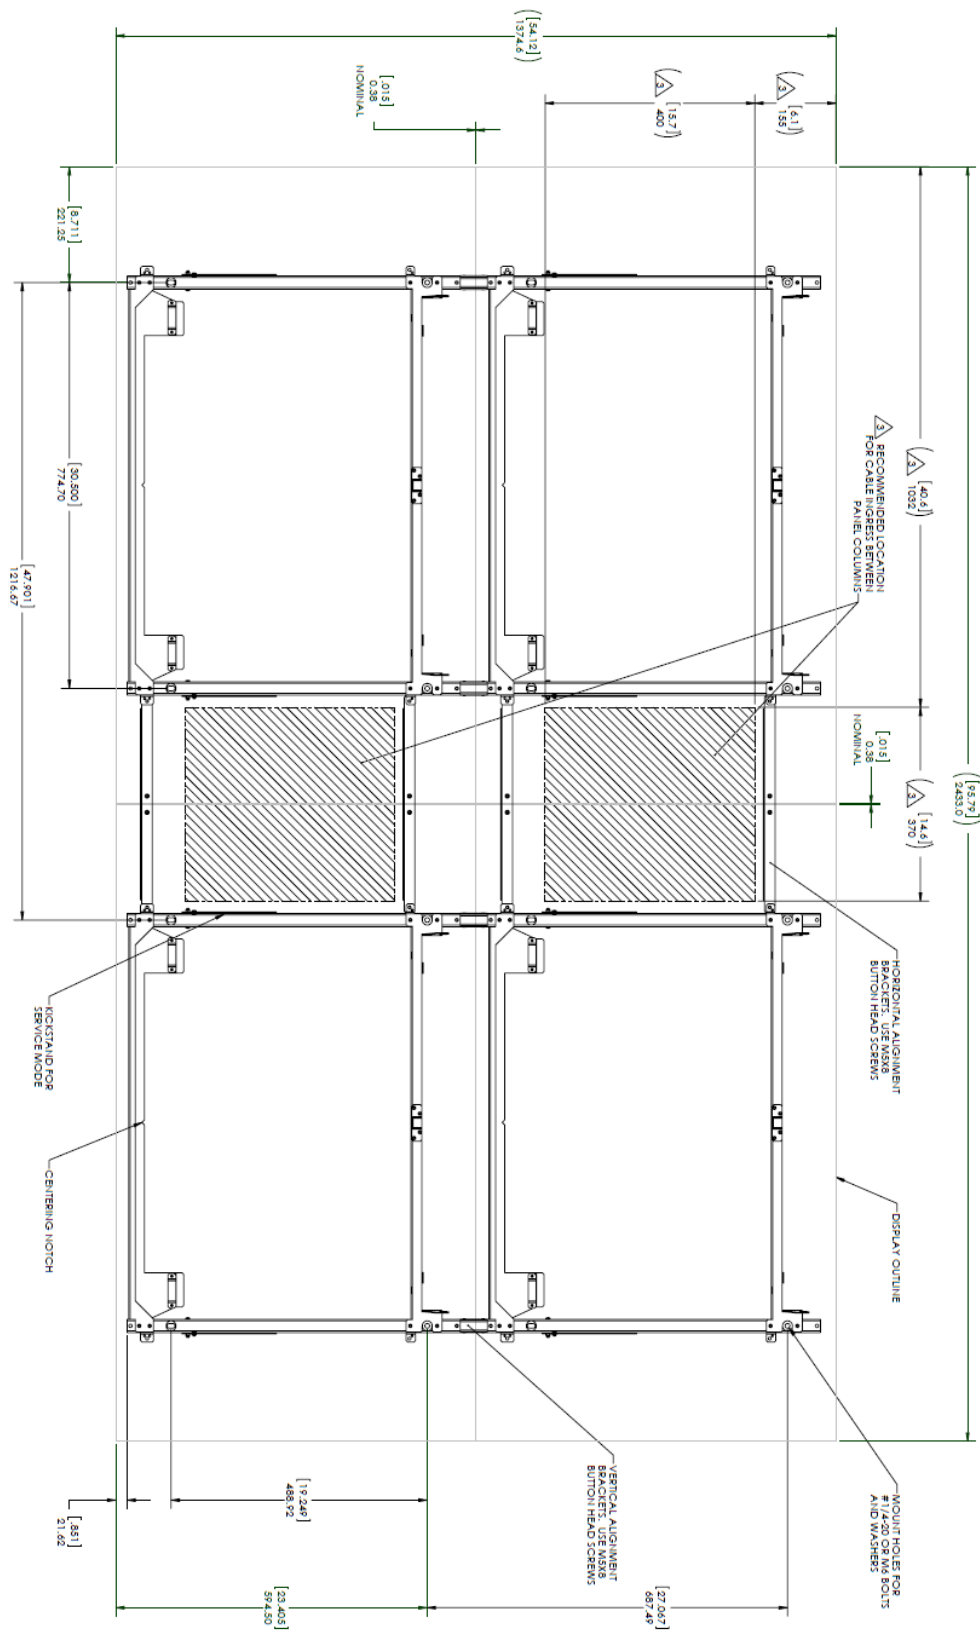 ([95.79]
2433.0)
([40.6]
3 1032)
([14.6]
3 370)
HORIZONTAL ALIGNMENT
BRACKETS. USE M5X8
BUTTON HEAD SCREWS
DISPLAY OUTLINE
MOUNT HOLES FOR
#1/4-20 OR M6 BOLTS
AND WASHERS
3 RECOMMENDED LOCATION
FOR CABLE INGRESS BETWEEN
PANEL COLUMNS
[.015]
0.38
NOMINAL
([6.1]
3 155)
([15.7]
3 400)
([54.12]
1374.6)
[.015]
0.38
NOMINAL
[27.067]
687.49
VERTICAL ALIGNMENT
BRACKETS. USE M5X8
BUTTON HEAD SCREWS
[19.249]
488.92
[23.405]
594.50
[8.711]
221.25
[30.500]
774.70
[47.901]
1216.67
KICKSTAND FOR
SERVICE MODE
CENTERING NOTCH
[.851]
21.62